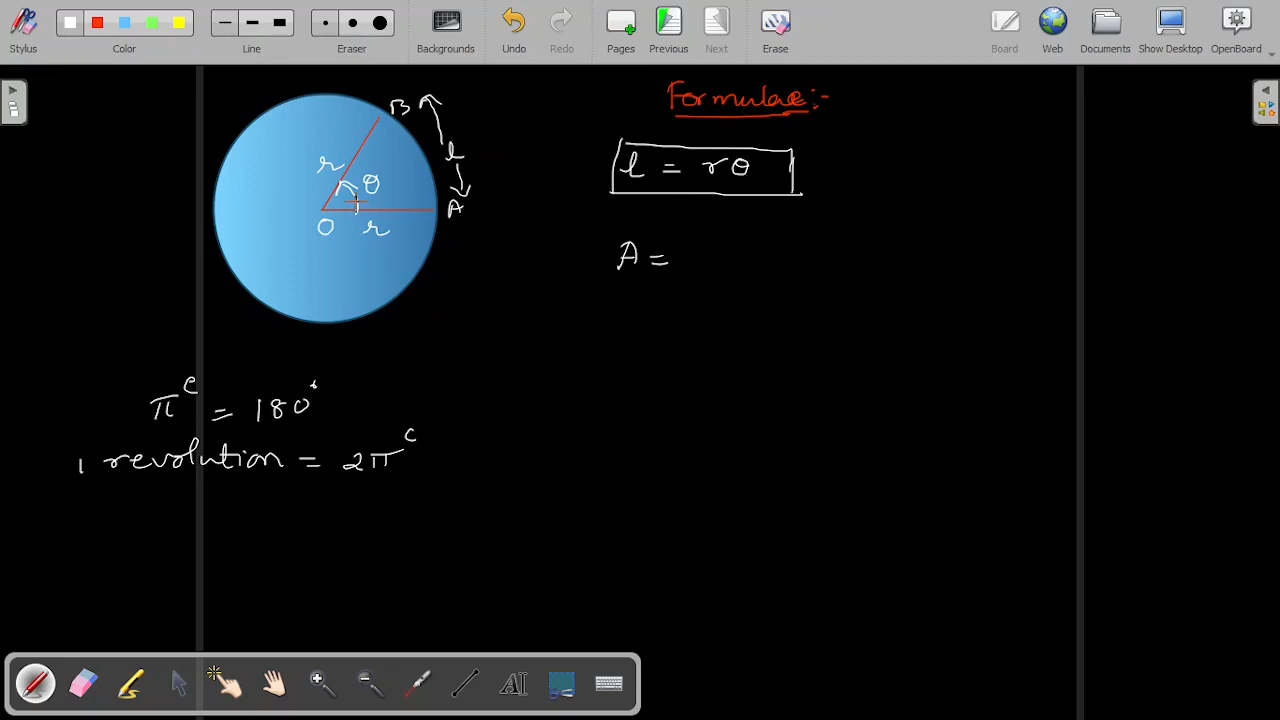 Stylus
Color
Line
Eraser
Backgrounds
Undo
Redo
Pages
Previous
Next
Erase
Board
Web
Documents
Show Desktop
OpenBoard
Formulae:-
B
l
r
θ
A
O
r
l = rθ
A =
π^c = 180°
1 revolution = 2π^c
AI